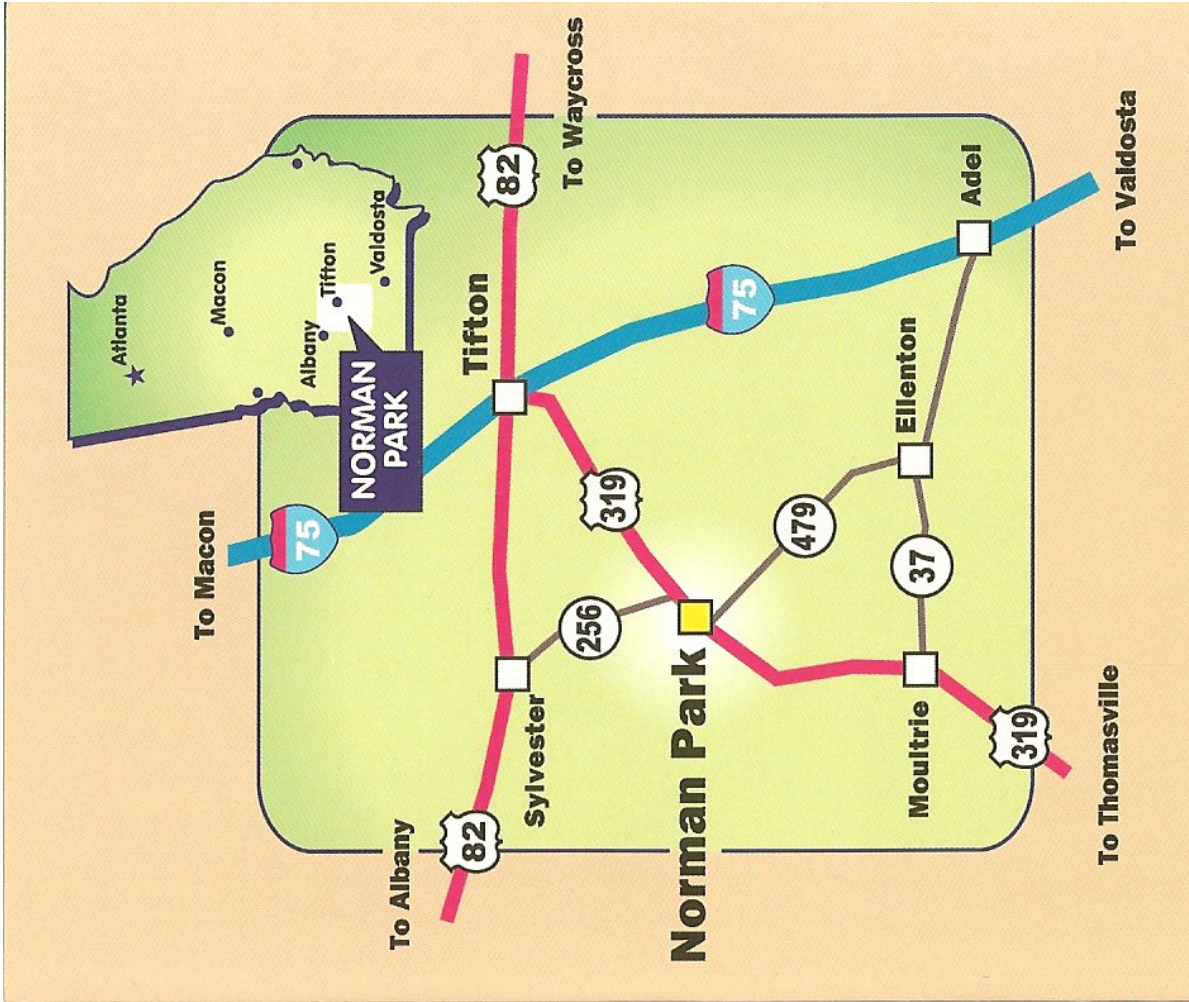 Atlanta
Macon
Albany
Tifton
Valdosta
NORMAN
PARK
To Macon
75
To Waycross
82
Tifton
To Albany
82
Sylvester
256
319
75
Norman Park
479
Ellenton
Adel
37
Moultrie
319
To Thomasville
To Valdosta